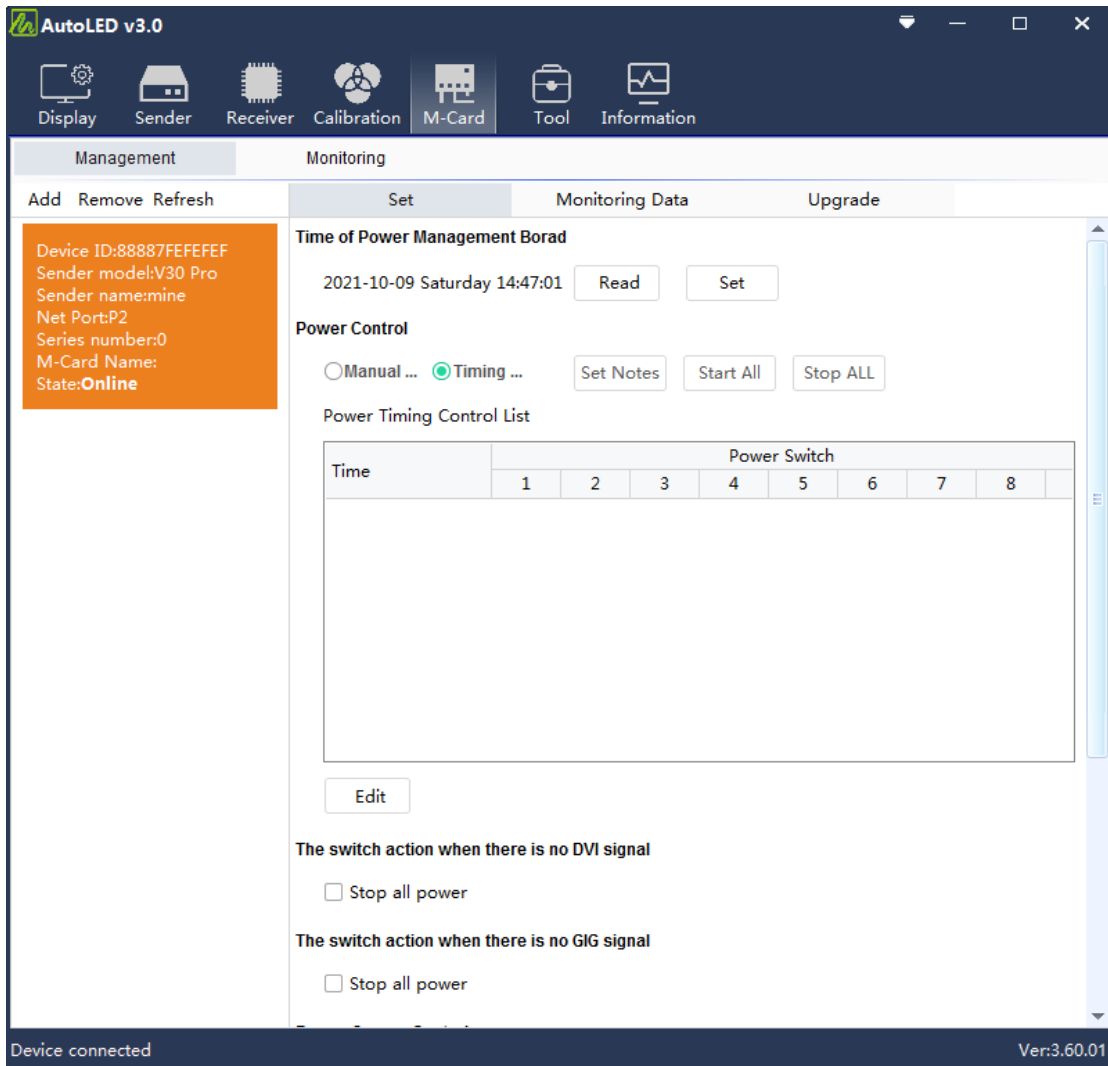 AutoLED v3.0
Display Sender Receiver Calibration M-Card Tool Information
Management Monitoring
Add Remove Refresh
Set Monitoring Data Upgrade
Device ID:88887FEFEFEF
Sender model:V30 Pro
Sender name:mine
Net Port:P2
Series number:0
M-Card Name:
State:Online
Time of Power Management Borad
2021-10-09 Saturday 14:47:01 Read Set
Power Control
Manual ... Timing ... Set Notes Start All Stop ALL
Power Timing Control List
Time Power Switch
1 2 3 4 5 6 7 8
Edit
The switch action when there is no DVI signal
Stop all power
The switch action when there is no GIG signal
Stop all power
Device connected Ver:3.60.01